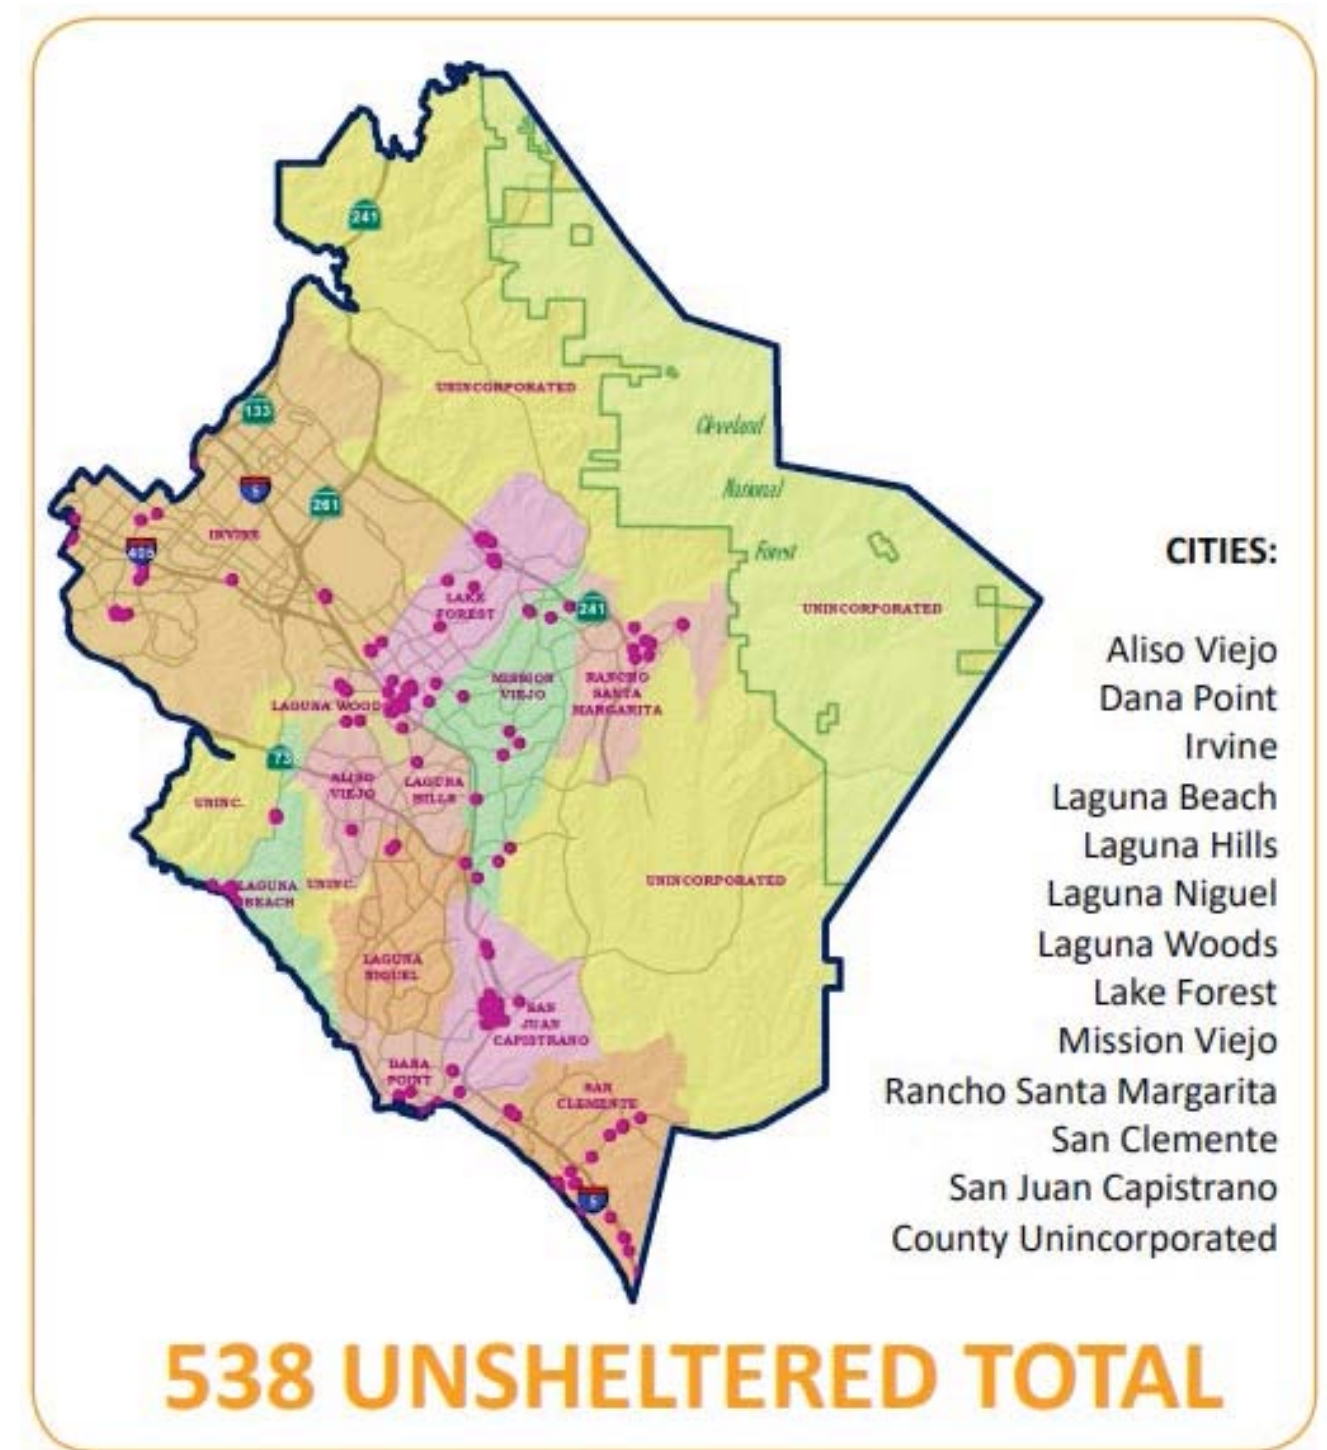 241
UNINCORPORATED
133
Cleveland
5
National
261
IRVINE
405
Forest
LAKE
FOREST
241
UNINCORPORATED
MISSION
VIEJO
RANCHO
SANTA
MARGARITA
LAGUNA WOOD
73
ALISO
VIEJO
LAGUNA
HILLS
UNINC.
LAGUNA
BEACH
UNINC.
UNINCORPORATED
LAGUNA
NIGUEL
SAN
JUAN
CAPISTRANO
DANA
POINT
SAN
CLEMENTE
5
CITIES:
Aliso Viejo
Dana Point
Irvine
Laguna Beach
Laguna Hills
Laguna Niguel
Laguna Woods
Lake Forest
Mission Viejo
Rancho Santa Margarita
San Clemente
San Juan Capistrano
County Unincorporated
538 UNSHELTERED TOTAL